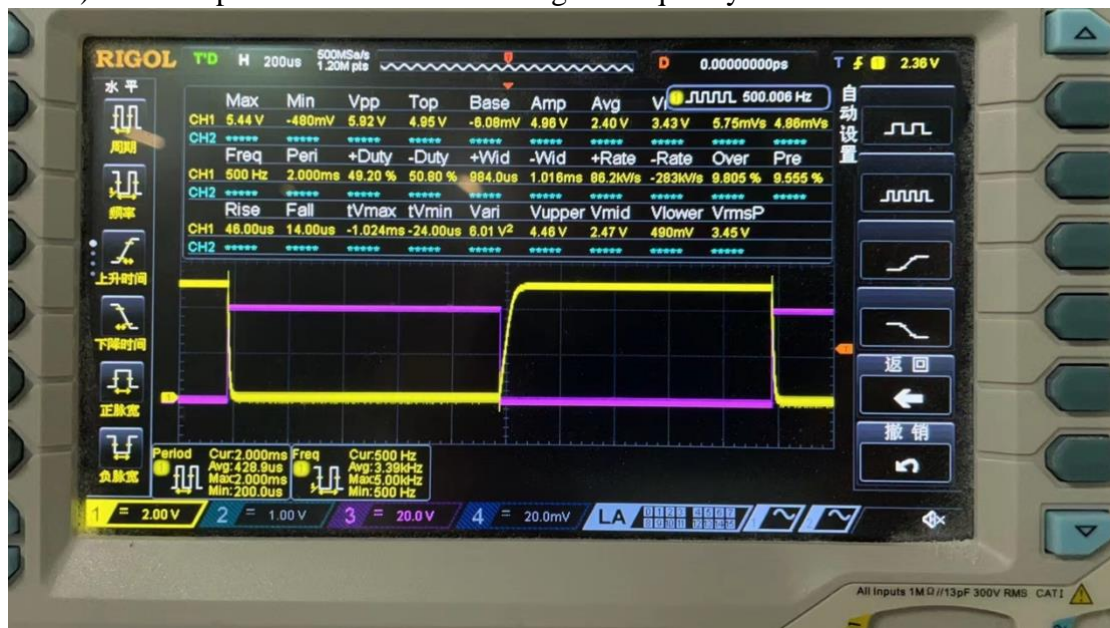 RIGOL T'D H 200us 500MSa/s 1.20M pts D 0.00000000ps T 1 2.36 V
水平
周期
频率
上升时间
下降时间
正脉宽
负脉宽
1 500.006 Hz
Max Min Vpp Top Base Amp Avg
CH1 5.44 V -480mV 5.92 V 4.95 V -6.08mV 4.96 V 2.40 V 3.43 V 5.75mVs 4.86mVs
CH2 ***** ***** ***** ***** ***** ***** ***** ***** ***** *****
Freq Peri +Duty -Duty +Wid -Wid +Rate -Rate Over Pre
CH1 500 Hz 2.000ms 49.20 % 50.80 % 984.0us 1.016ms 86.2kV/s -283kV/s 9.805 % 9.555 %
CH2 ***** ***** ***** ***** ***** ***** ***** ***** ***** *****
Rise Fall tVmax tVmin Vari Vupper Vmid Vlower VrmsP
CH1 46.00us 14.00us -1.024ms -24.00us 6.01 V² 4.46 V 2.47 V 490mV 3.45 V
CH2 ***** ***** ***** ***** ***** ***** ***** ***** *****
自动设置
返回
撤销
Period Cur:2.000ms
Avg:428.9us
Max:2.000ms
Min:200.0us
Freq Cur:500 Hz
Avg:3.39kHz
Max:5.00kHz
Min:500 Hz
1 = 2.00 V 2 = 1.00 V 3 = 20.0 V 4 = 20.0mV LA
All Inputs 1MΩ//13pF 300V RMS CAT I